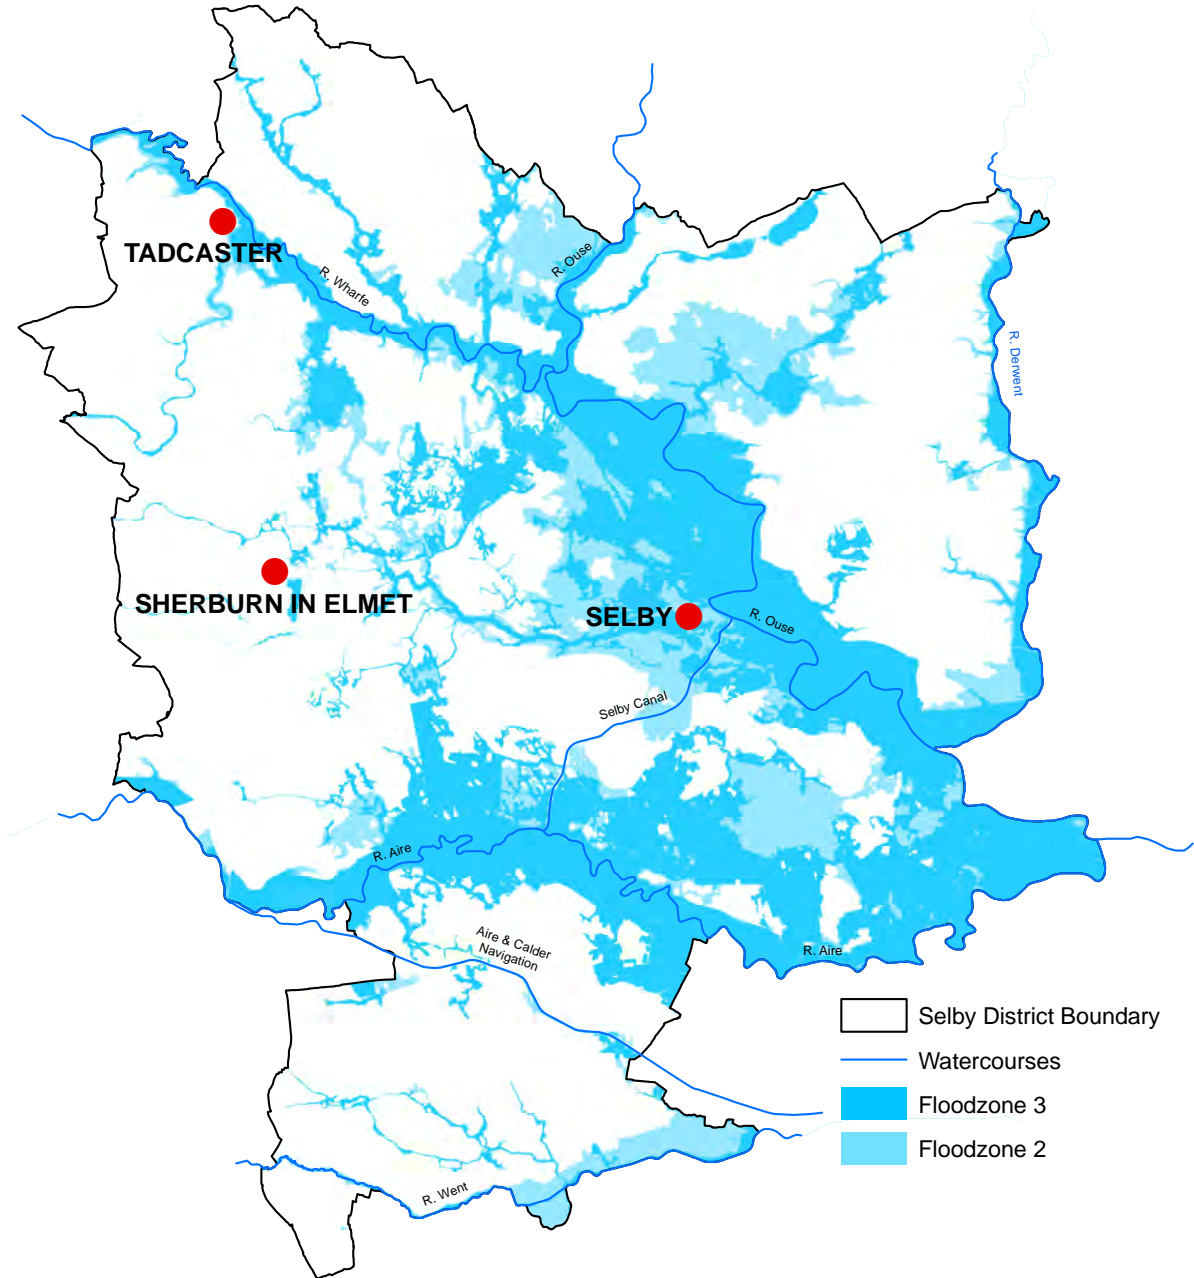 TADCASTER
R. Wharfe
R. Ouse
R. Derwent
SHERBURN IN ELMET
SELBY
R. Ouse
Selby Canal
R. Aire
Aire & Calder
Navigation
R. Aire
R. Went
Selby District Boundary
Watercourses
Floodzone 3
Floodzone 2